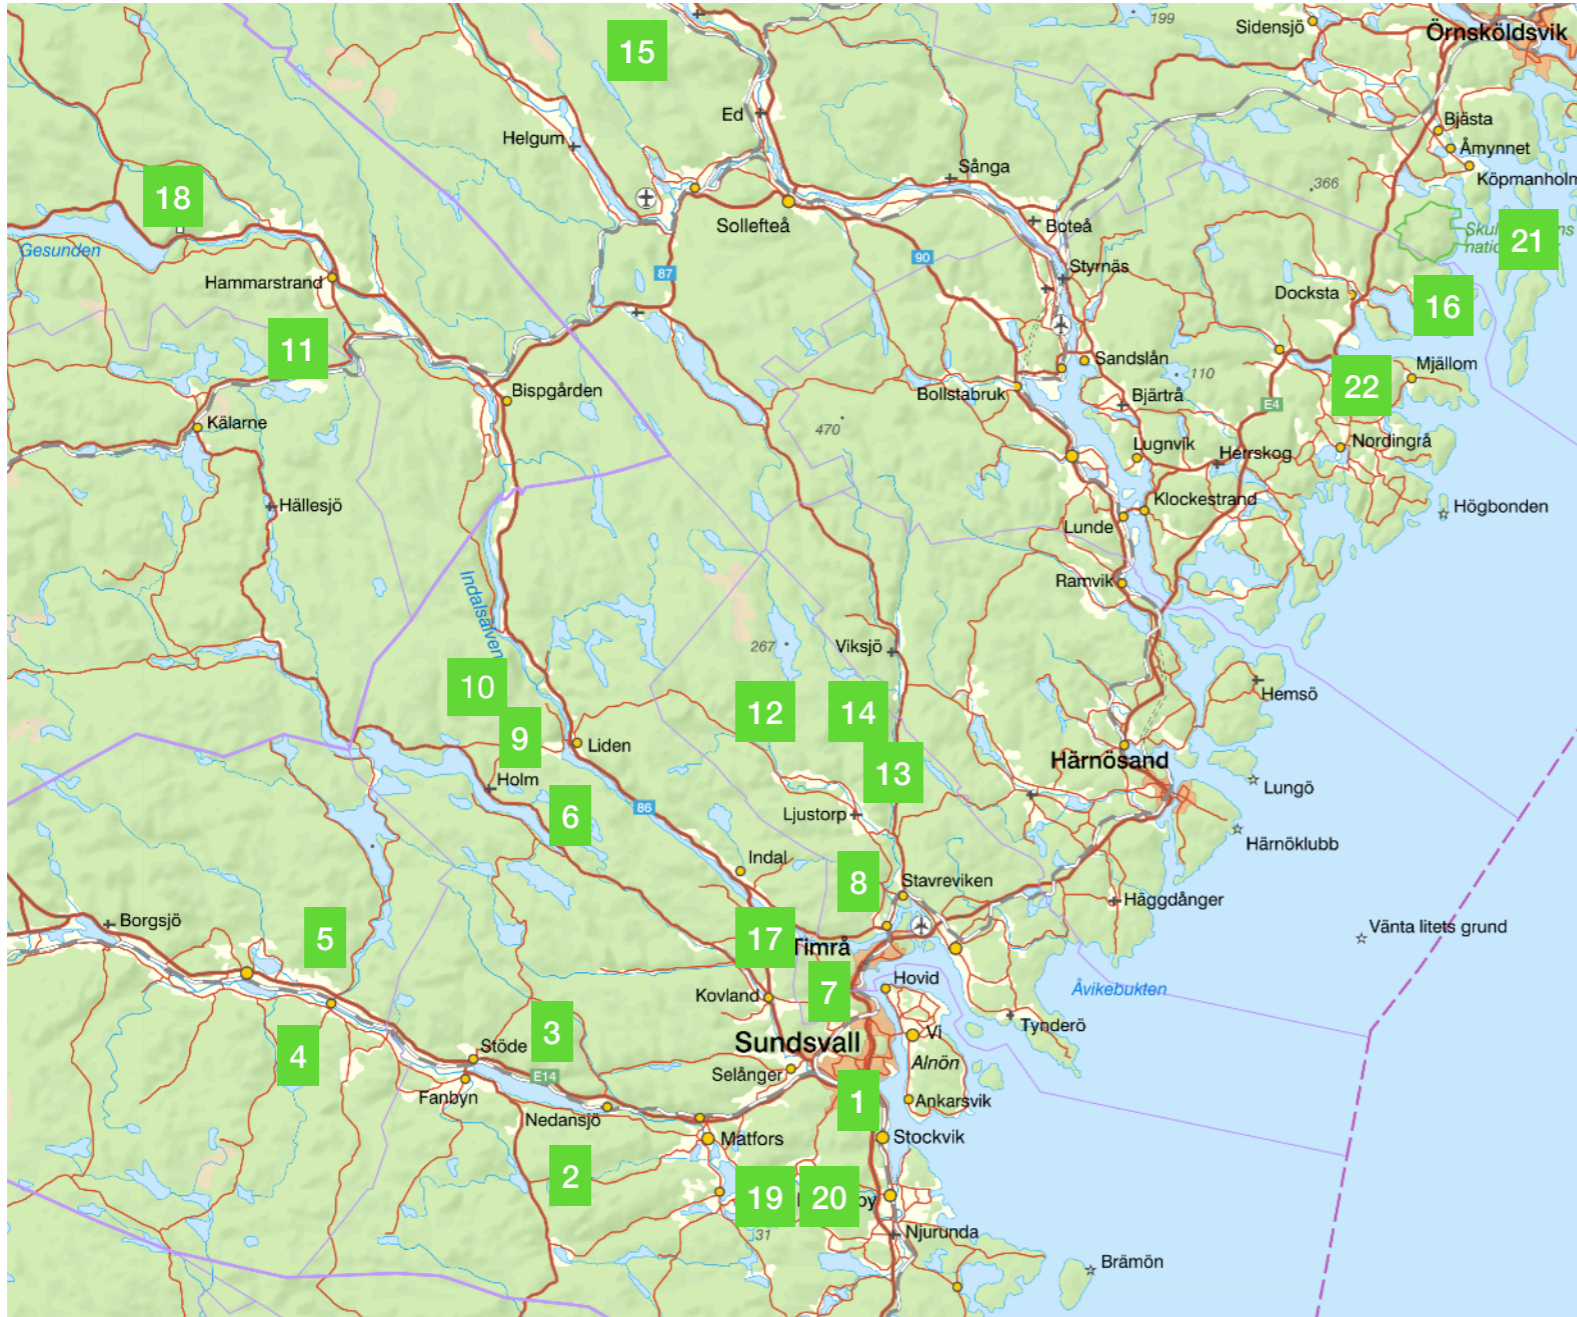 199
Sidensjö
Örnsköldsvik
15
Ed
Helgum
Bjästa
Åmynnet
Sånga
Köpmanholm
366
18
Sollefteå
Boteå
Gesunden
90
21
87
Styrnäs
Hammarstrand
Docksta
16
11
Sandslån
Mjällom
110
22
Bispgården
Bollstabruk
Bjärtrå
E4
Kälarne
470
Lugnvik
Herrskog
Nordingrå
Hällesjö
Klockestrand
Högbonden
Lunde
Indalsälven
Ramvik
267
Viksjö
10
Hemsö
12
14
9
Liden
Härnösand
13
Holm
Lungö
86
6
Ljustorp
Härnöklubb
Indal
8
Stavreviken
Häggdånger
Borgsjö
5
17
Timrå
Vänta litets grund
7
Hovid
Åvikebukten
Kovland
Tynderö
3
Vi
4
Stöde
Sundsvall
Alnön
E14
Selånger
Fanbyn
1
Ankarsvik
Nedansjö
Matfors
Stockvik
2
19
20
by
31
Njurunda
Brämön